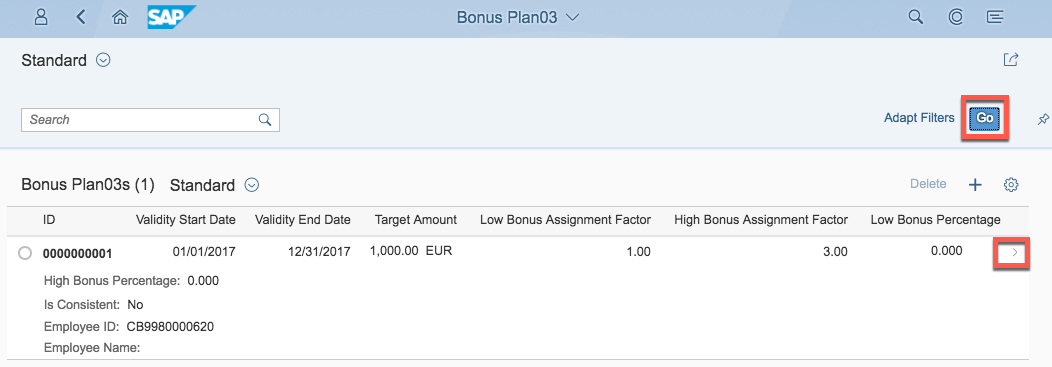 SAP Bonus Plan03
Standard
Search Adapt Filters Go
Bonus Plan03s (1) Standard Delete
ID Validity Start Date Validity End Date Target Amount Low Bonus Assignment Factor High Bonus Assignment Factor Low Bonus Percentage
0000000001 01/01/2017 12/31/2017 1,000.00 EUR 1.00 3.00 0.000
High Bonus Percentage: 0.000
Is Consistent: No
Employee ID: CB9980000620
Employee Name: